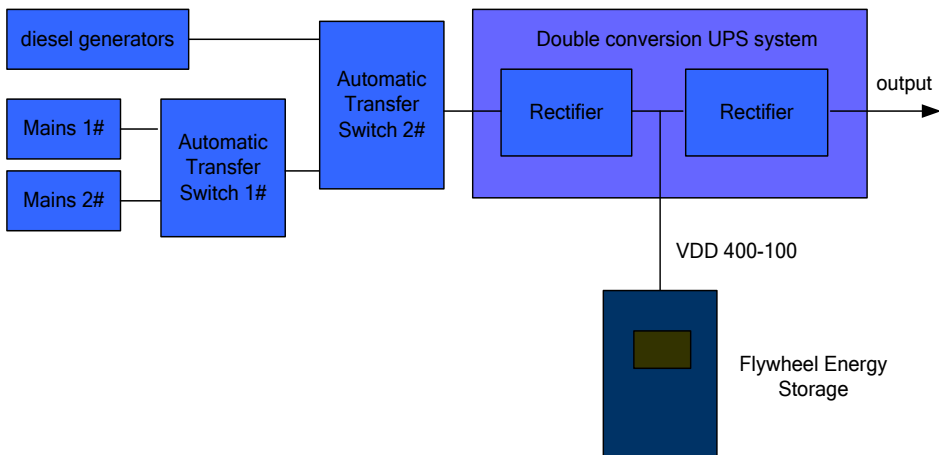 diesel generators
Mains 1#
Mains 2#
Automatic
Transfer
Switch 1#
Automatic
Transfer
Switch 2#
Double conversion UPS system
Rectifier
Rectifier
output
VDD 400-100
Flywheel Energy
Storage